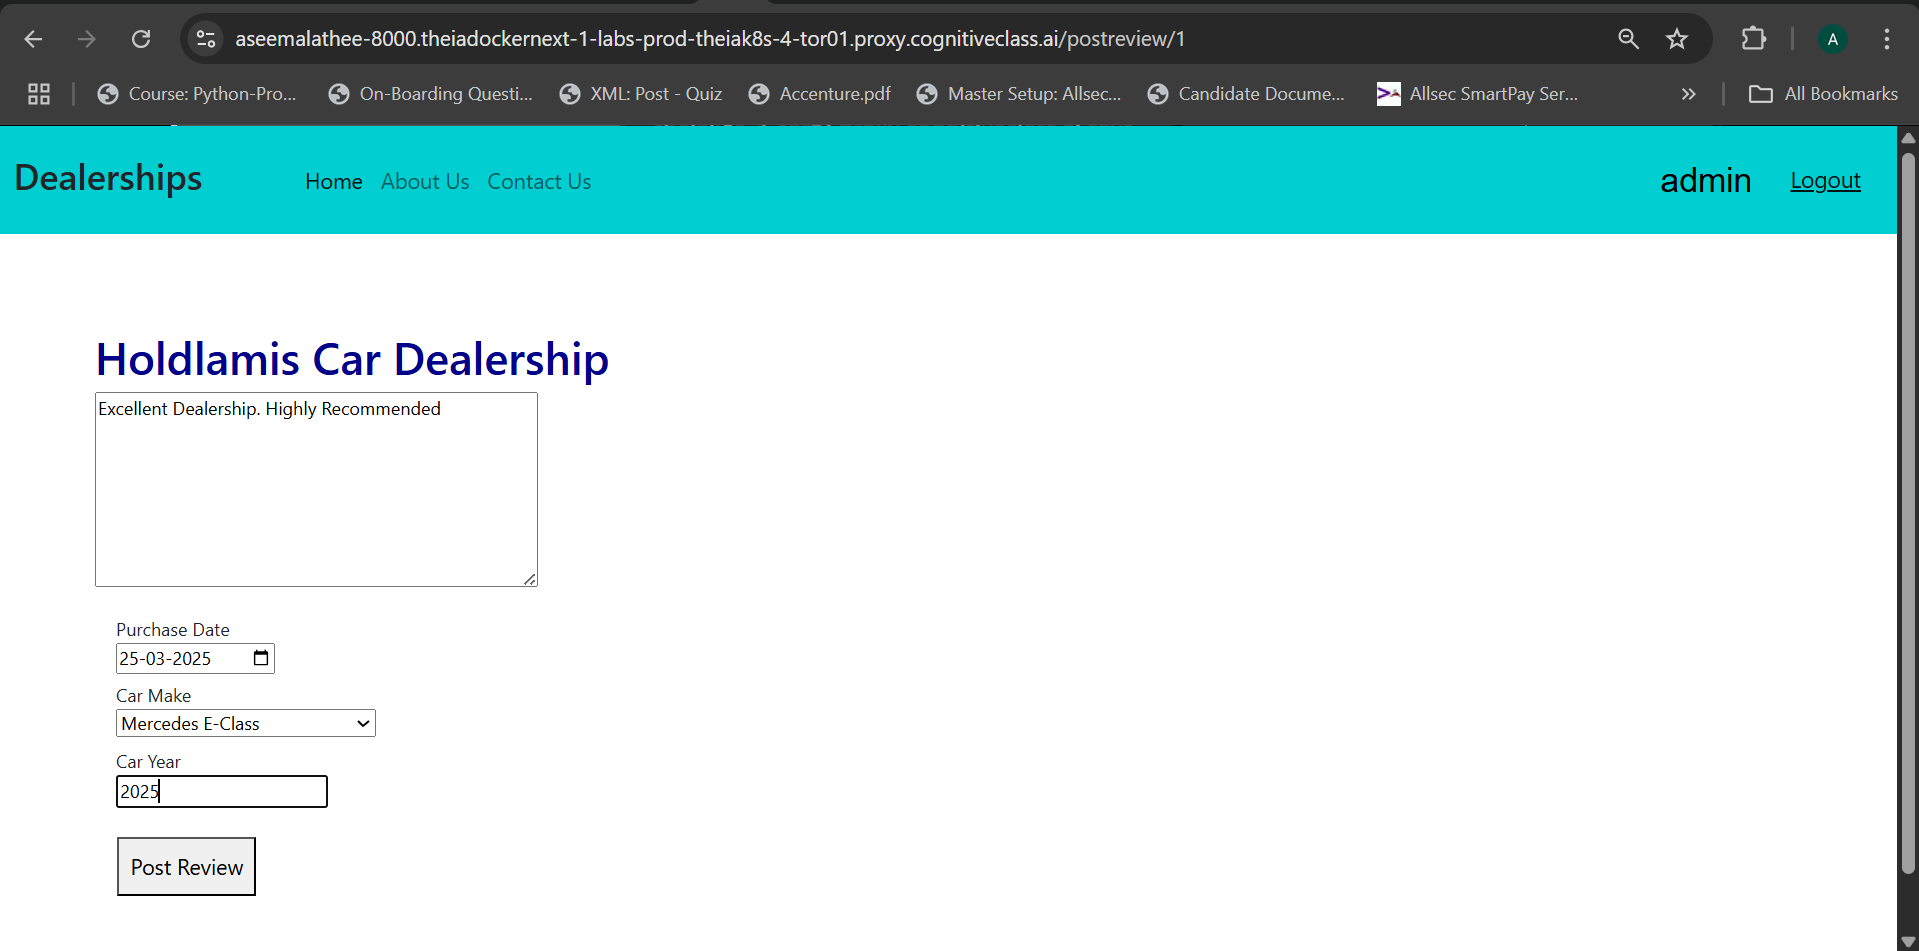 aseemalathee-8000.theiadockernext-1-labs-prod-theiak8s-4-tor01.proxy.cognitiveclass.ai/postreview/1
A
Course: Python-Pro...
On-Boarding Questi...
XML: Post - Quiz
Accenture.pdf
Master Setup: Allsec...
Candidate Docume...
Allsec SmartPay Ser...
All Bookmarks
Dealerships
Home
About Us
Contact Us
admin
Logout
Holdlamis Car Dealership
Excellent Dealership. Highly Recommended
Purchase Date
25-03-2025
Car Make
Mercedes E-Class
Car Year
2025
Post Review